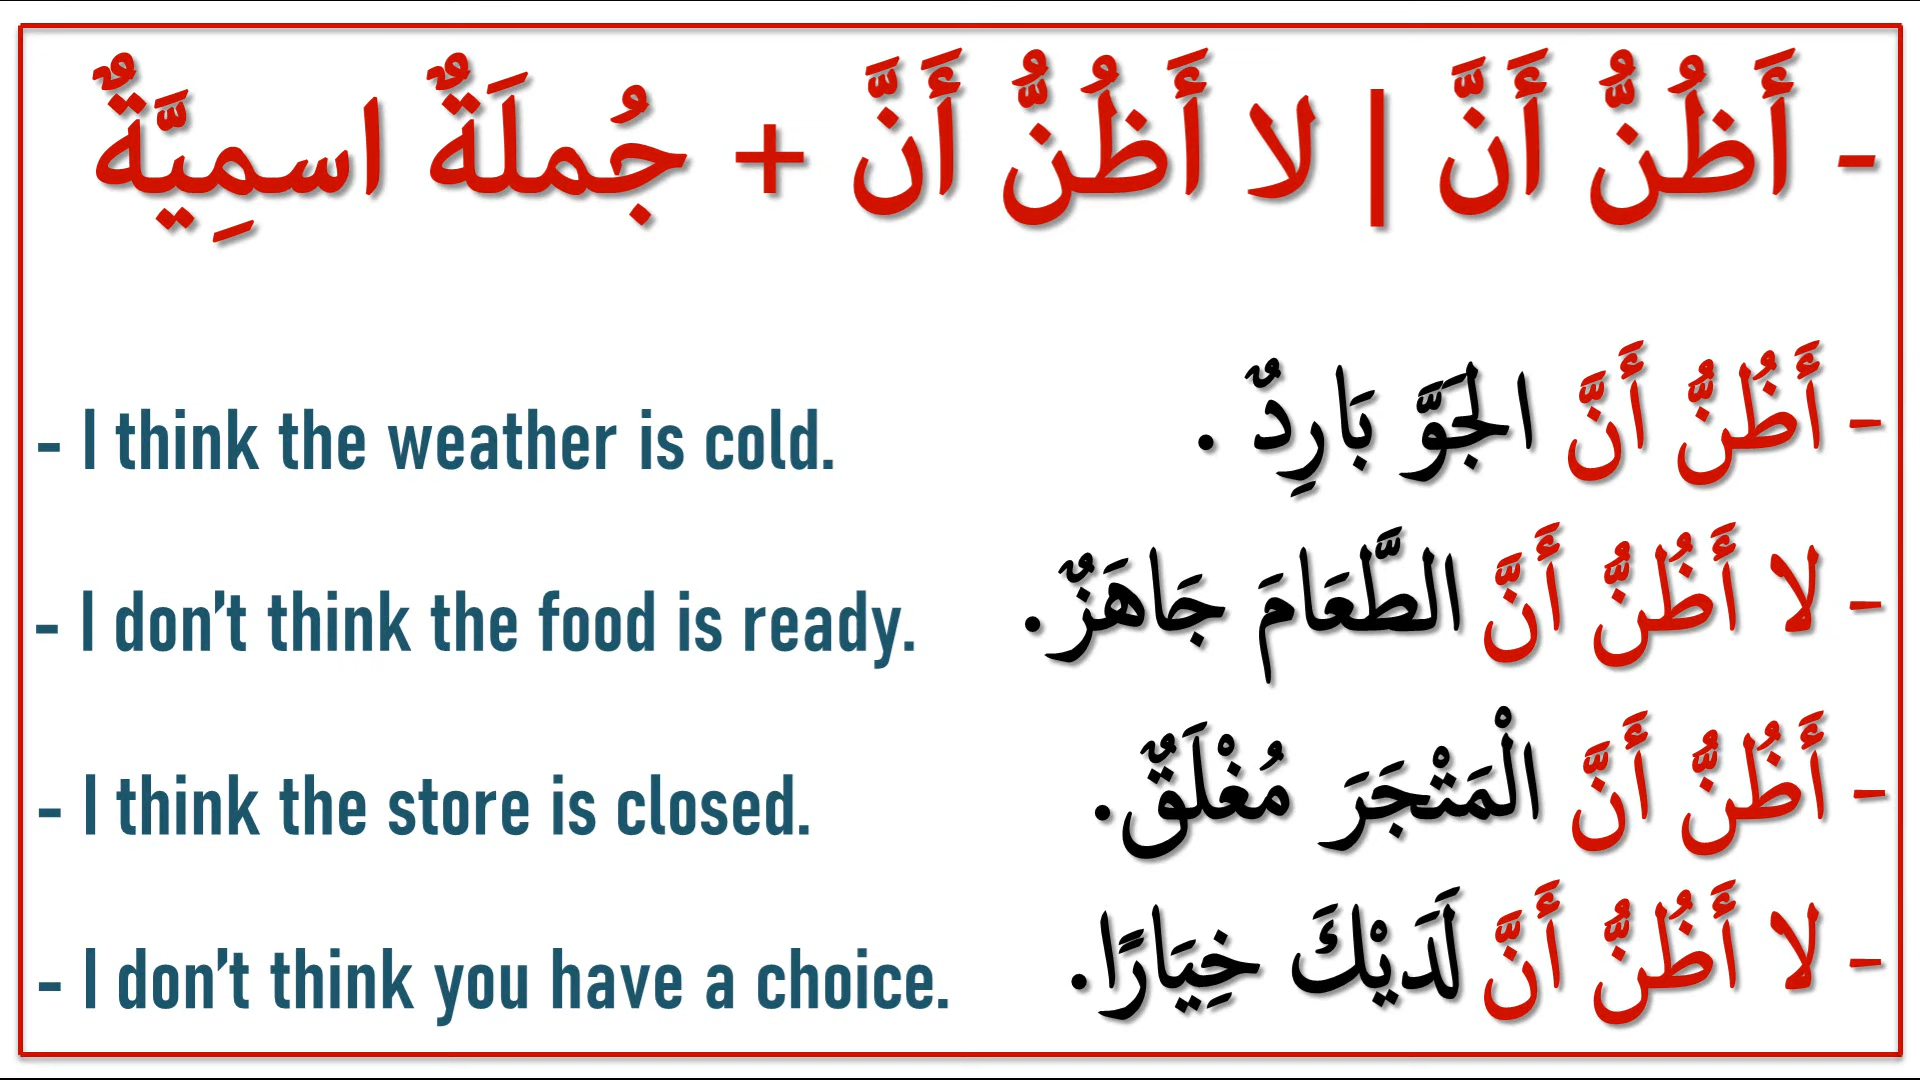 - أَظُنُّ أَنَّ | لا أَظُنُّ أَنَّ + جُملَةٌ اسمِيَّةٌ
- أَظُنُّ أَنَّ الجَوَّ بَارِدٌ .
- I think the weather is cold.
- لا أَظُنُّ أَنَّ الطَّعَامَ جَاهَزٌ.
- I don’t think the food is ready.
- أَظُنُّ أَنَّ الْمَتْجَرَ مُغْلَقٌ.
- I think the store is closed.
- لا أَظُنُّ أَنَّ لَدَيْكَ خِيَارًا.
- I don’t think you have a choice.